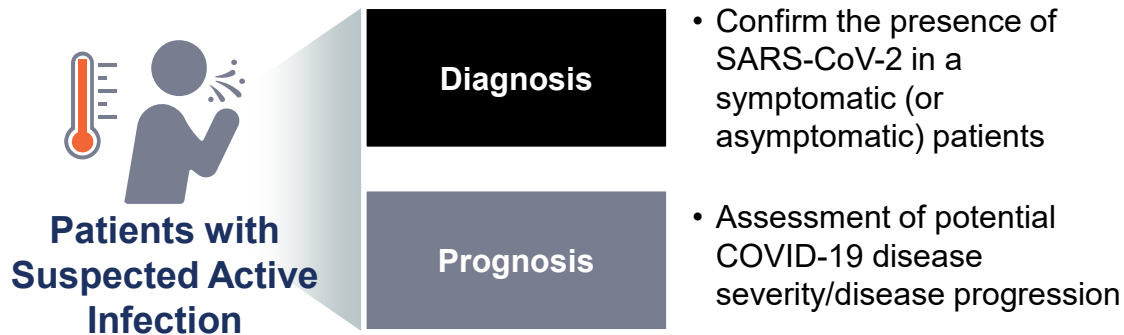 Patients with
Suspected Active
Infection
Diagnosis
• Confirm the presence of
SARS-CoV-2 in a
symptomatic (or
asymptomatic) patients
Prognosis
• Assessment of potential
COVID-19 disease
severity/disease progression